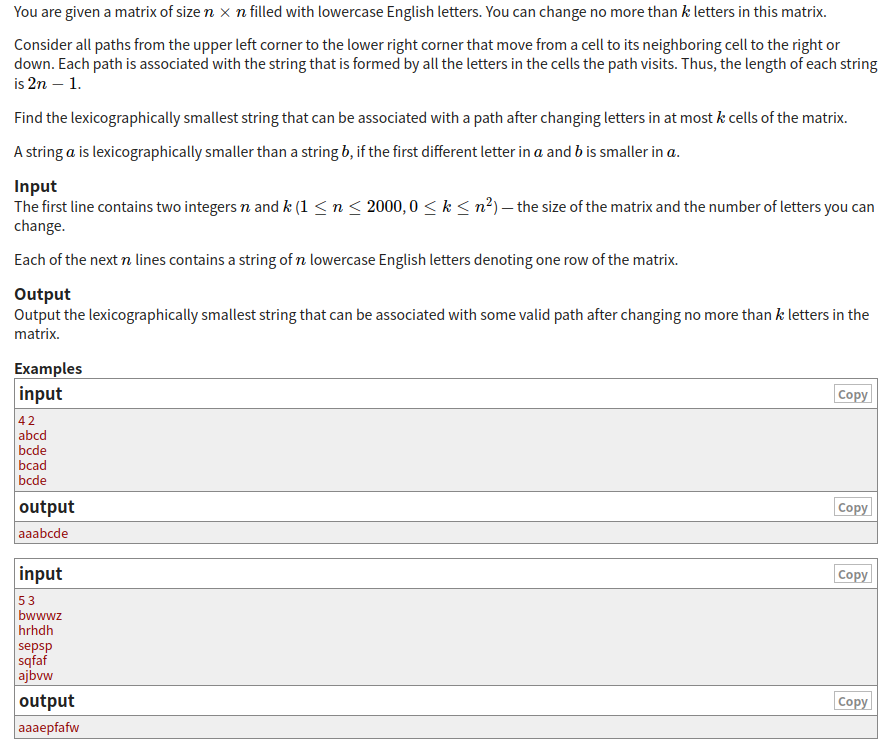 You are given a matrix of size n × n filled with lowercase English letters. You can change no more than k letters in this matrix.
Consider all paths from the upper left corner to the lower right corner that move from a cell to its neighboring cell to the right or
down. Each path is associated with the string that is formed by all the letters in the cells the path visits. Thus, the length of each string
is 2n − 1.
Find the lexicographically smallest string that can be associated with a path after changing letters in at most k cells of the matrix.
A string a is lexicographically smaller than a string b, if the first different letter in a and b is smaller in a.
Input
The first line contains two integers n and k (1 ≤ n ≤ 2000, 0 ≤ k ≤ n²) — the size of the matrix and the number of letters you can
change.
Each of the next n lines contains a string of n lowercase English letters denoting one row of the matrix.
Output
Output the lexicographically smallest string that can be associated with some valid path after changing no more than k letters in the
matrix.
Examples
input Copy
4 2
abcd
bcde
bcad
bcde
output Copy
aaabcde
input Copy
5 3
bwwwz
hrhdh
sepsp
sqfaf
ajbvw
output Copy
aaaepfafw